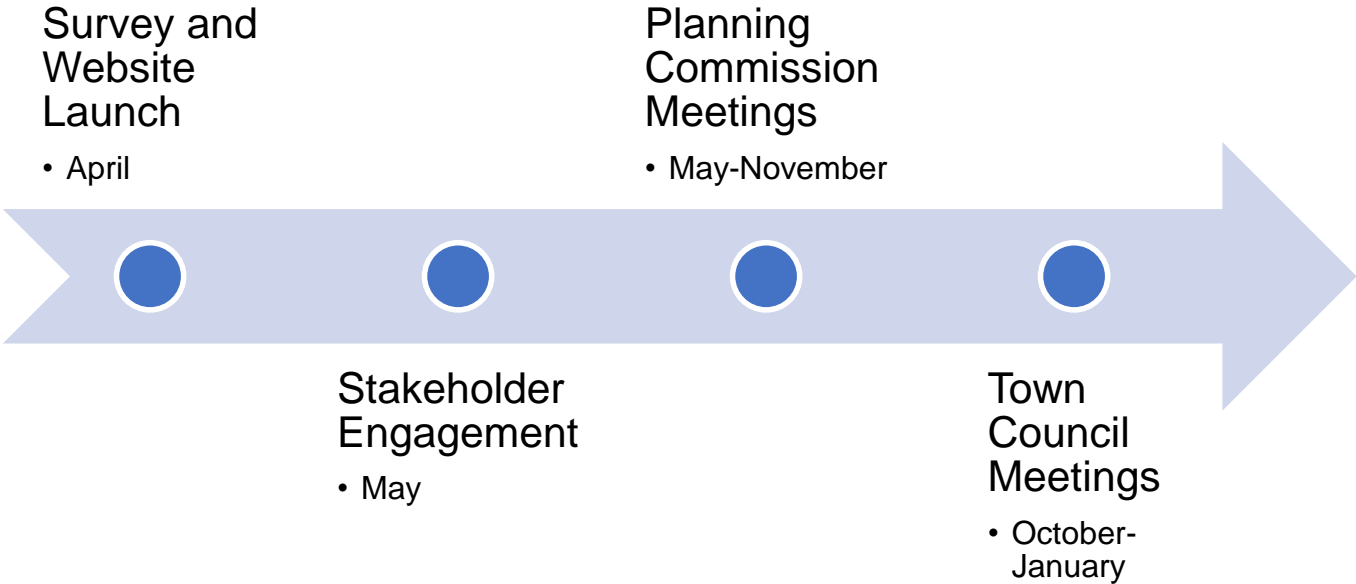 Survey and
Website
Launch
• April
Stakeholder
Engagement
• May
Planning
Commission
Meetings
• May-November
Town
Council
Meetings
• October-
January